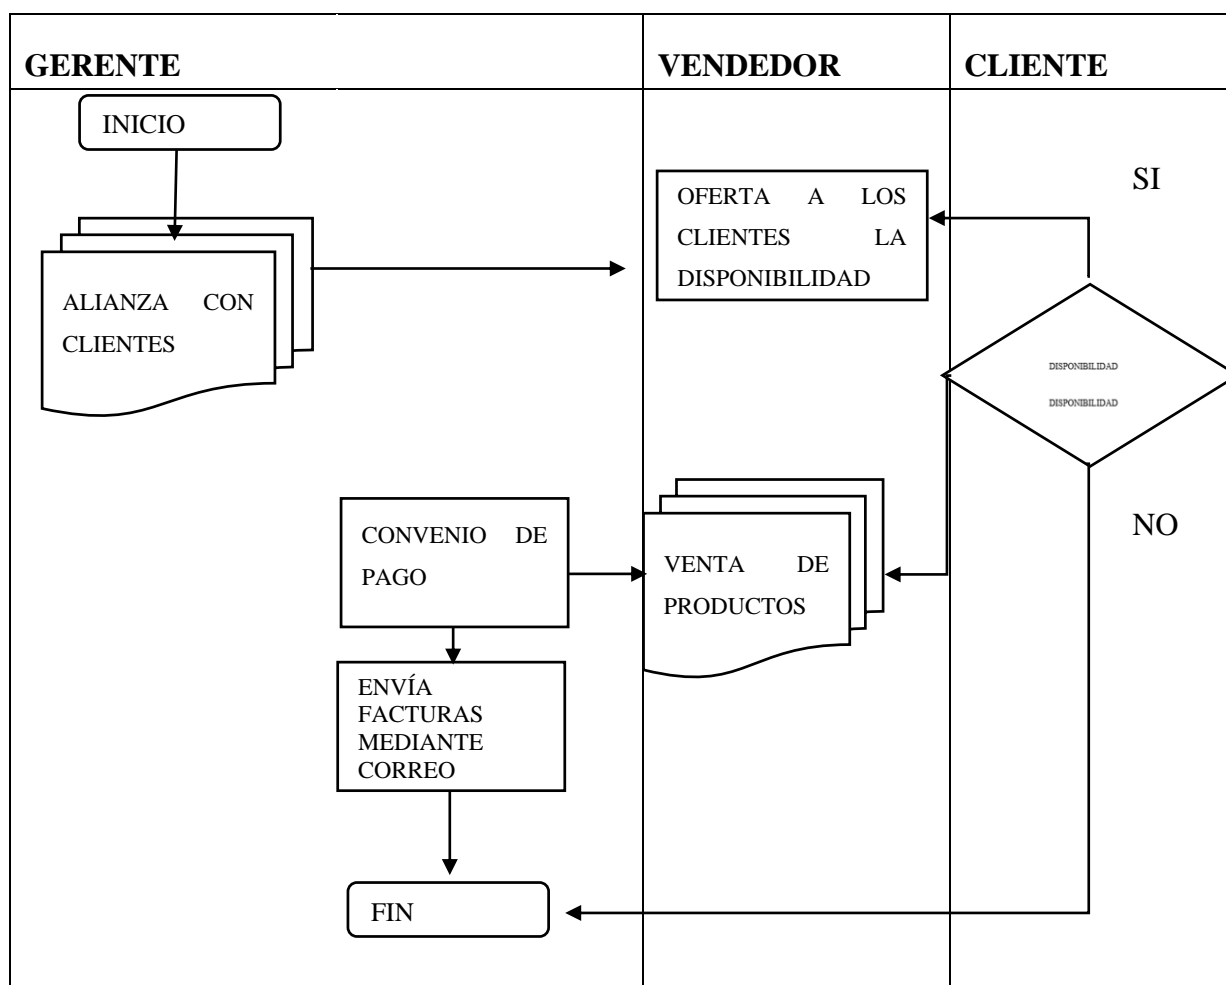 GERENTE
VENDEDOR
CLIENTE
INICIO
SI
OFERTA A LOS
CLIENTES LA
DISPONIBILIDAD
ALIANZA CON
CLIENTES
DISPONIBILIDAD
DISPONIBILIDAD
NO
CONVENIO DE
PAGO
VENTA DE
PRODUCTOS
ENVÍA
FACTURAS
MEDIANTE
CORREO
FIN